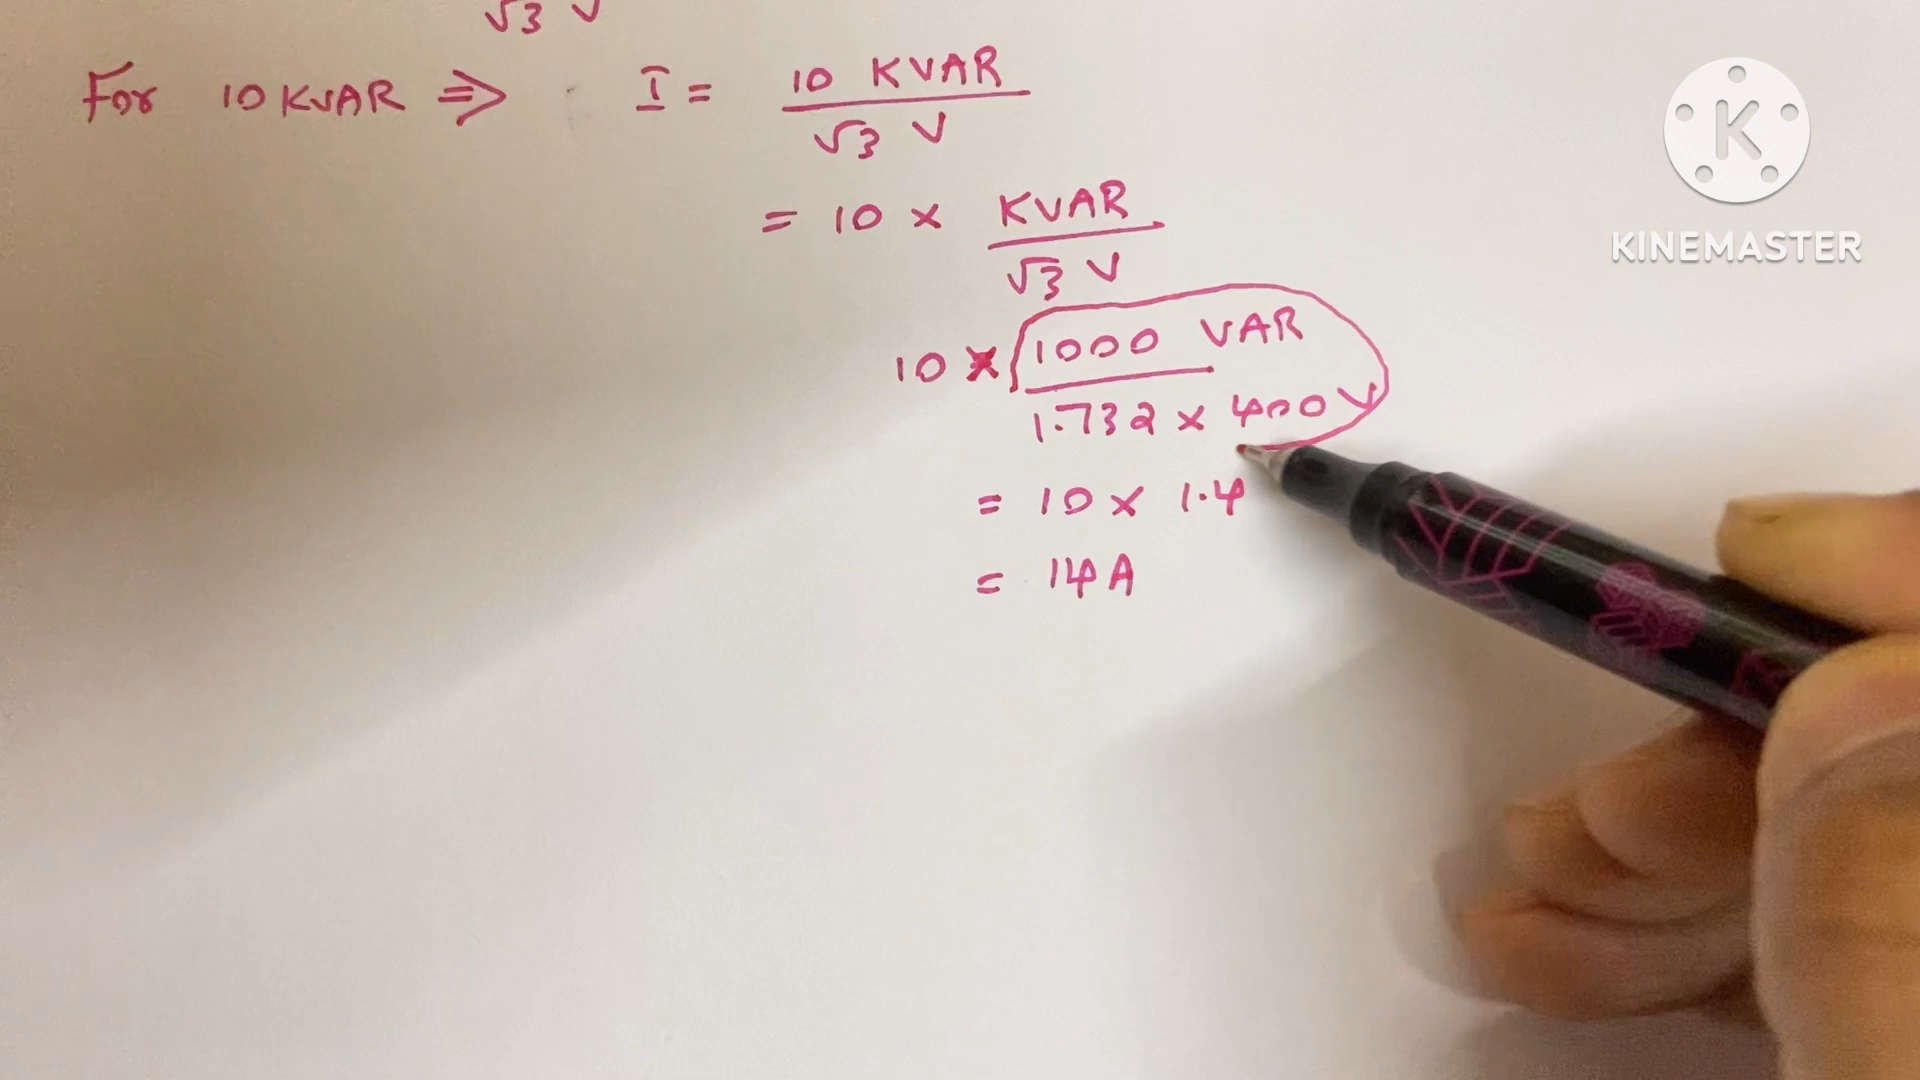 √3 V
For 10 KVAR ⇒ I = 10 KVAR / √3 V
= 10 × KVAR / √3 V
10 × 1000 VAR / 1.732 × 400 V
= 10 × 1.4
= 14 A
K
KINEMASTER